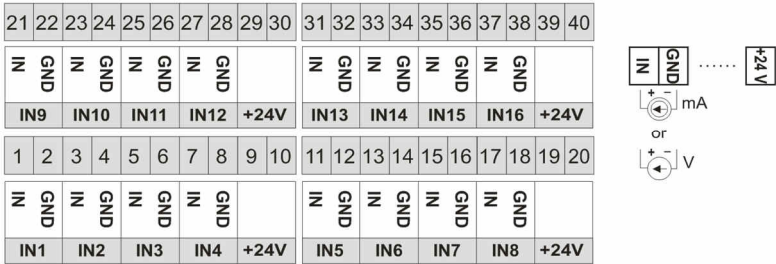 21 22 23 24 25 26 27 28 29 30 31 32 33 34 35 36 37 38 39 40
IN GND IN GND IN GND IN GND IN GND IN GND IN GND IN GND
IN9 IN10 IN11 IN12 +24V IN13 IN14 IN15 IN16 +24V
1 2 3 4 5 6 7 8 9 10 11 12 13 14 15 16 17 18 19 20
IN GND IN GND IN GND IN GND IN GND IN GND IN GND IN GND
IN1 IN2 IN3 IN4 +24V IN5 IN6 IN7 IN8 +24V
IN GND ...... +24 V
+ - mA
or
+ - V